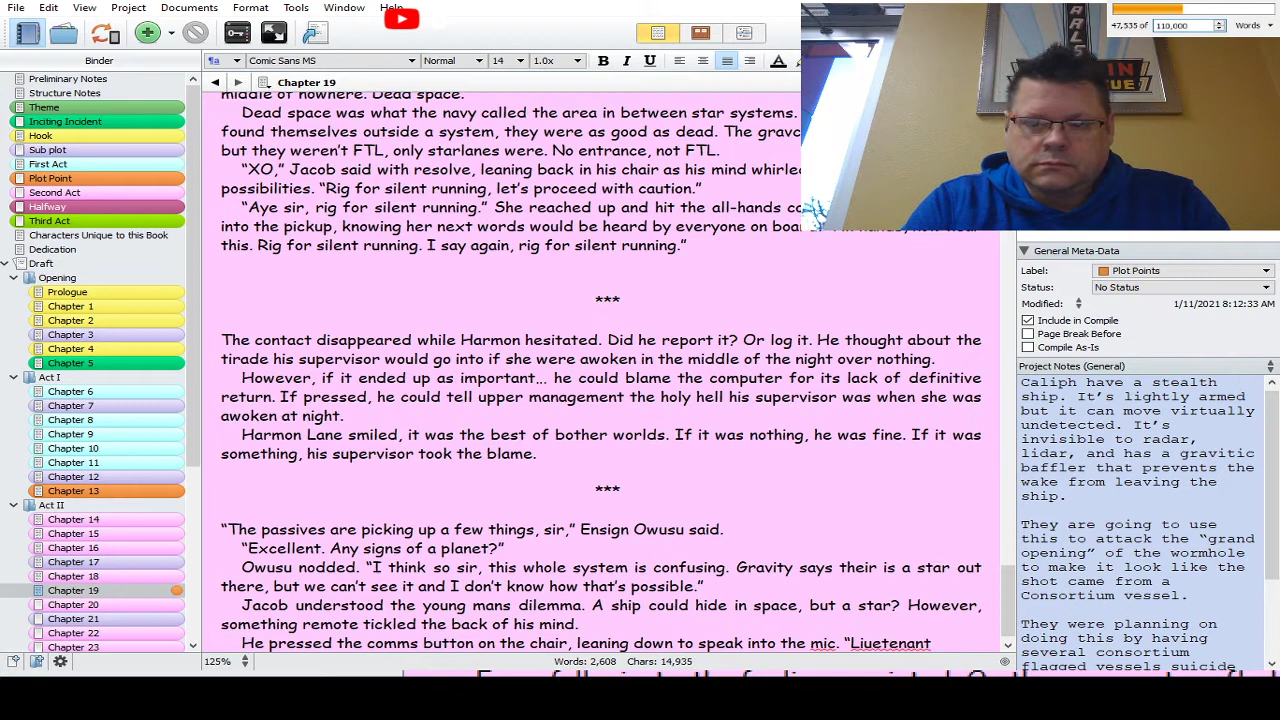 File Edit View Project Documents Format Tools Window Help
47,535 of 110,000 Words
Binder
Comic Sans MS Normal 14 1.0x B I U A
Chapter 19
Preliminary Notes
Structure Notes
Theme
Inciting Incident
Hook
Sub plot
First Act
Plot Point
Second Act
Halfway
Third Act
Characters Unique to this Book
Dedication
Draft
Opening
Prologue
Chapter 1
Chapter 2
Chapter 3
Chapter 4
Chapter 5
Act I
Chapter 6
Chapter 7
Chapter 8
Chapter 9
Chapter 10
Chapter 11
Chapter 12
Chapter 13
Act II
Chapter 14
Chapter 15
Chapter 16
Chapter 17
Chapter 18
Chapter 19
Chapter 20
Chapter 21
Chapter 22
Chapter 23
middle of nowhere. Dead space.
Dead space was what the navy called the area in between star systems.
found themselves outside a system, they were as good as dead. The
but they weren't FTL, only starlanes were. No entrance, not FTL.
“XO,” Jacob said with resolve, leaning back in his chair as his mind whirled
possibilities. “Rig for silent running, let's proceed with caution.”
“Aye sir, rig for silent running.” She reached up and hit the all-hands
into the pickup, knowing her next words would be heard by everyone on
this. Rig for silent running. I say again, rig for silent running.”
***
The contact disappeared while Harmon hesitated. Did he report it? Or log it. He thought about the
tirade his supervisor would go into if she were awoken in the middle of the night over nothing.
However, if it ended up as important... he could blame the computer for its lack of definitive
return. If pressed, he could tell upper management the holy hell his supervisor was when she was
awoken at night.
Harmon Lane smiled, it was the best of bother worlds. If it was nothing, he was fine. If it was
something, his supervisor took the blame.
***
“The passives are picking up a few things, sir,” Ensign Owusu said.
“Excellent. Any signs of a planet?”
Owusu nodded. “I think so sir, this whole system is confusing. Gravity says their is a star out
there, but we can't see it and I don't know how that's possible.”
Jacob understood the young mans dilemma. A ship could hide in space, but a star? However,
something remote tickled the back of his mind.
He pressed the comms button on the chair, leaning down to speak into the mic. “Liuetenant
125% Words: 2,608 Chars: 14,935
General Meta-Data
Label: Plot Points
Status: No Status
Modified: 1/11/2021 8:12:33 AM
Include in Compile
Page Break Before
Compile As-Is
Project Notes (General)
Caliph have a stealth
ship. It's lightly armed
but it can move virtually
undetected. It's
invisible to radar,
lidar, and has a gravitic
baffler that prevents the
wake from leaving the
ship.
They are going to use
this to attack the “grand
opening” of the wormhole
to make it look like the
shot came from a
Consortium vessel.
They were planning on
doing this by having
several consortium
flagged vessels suicide